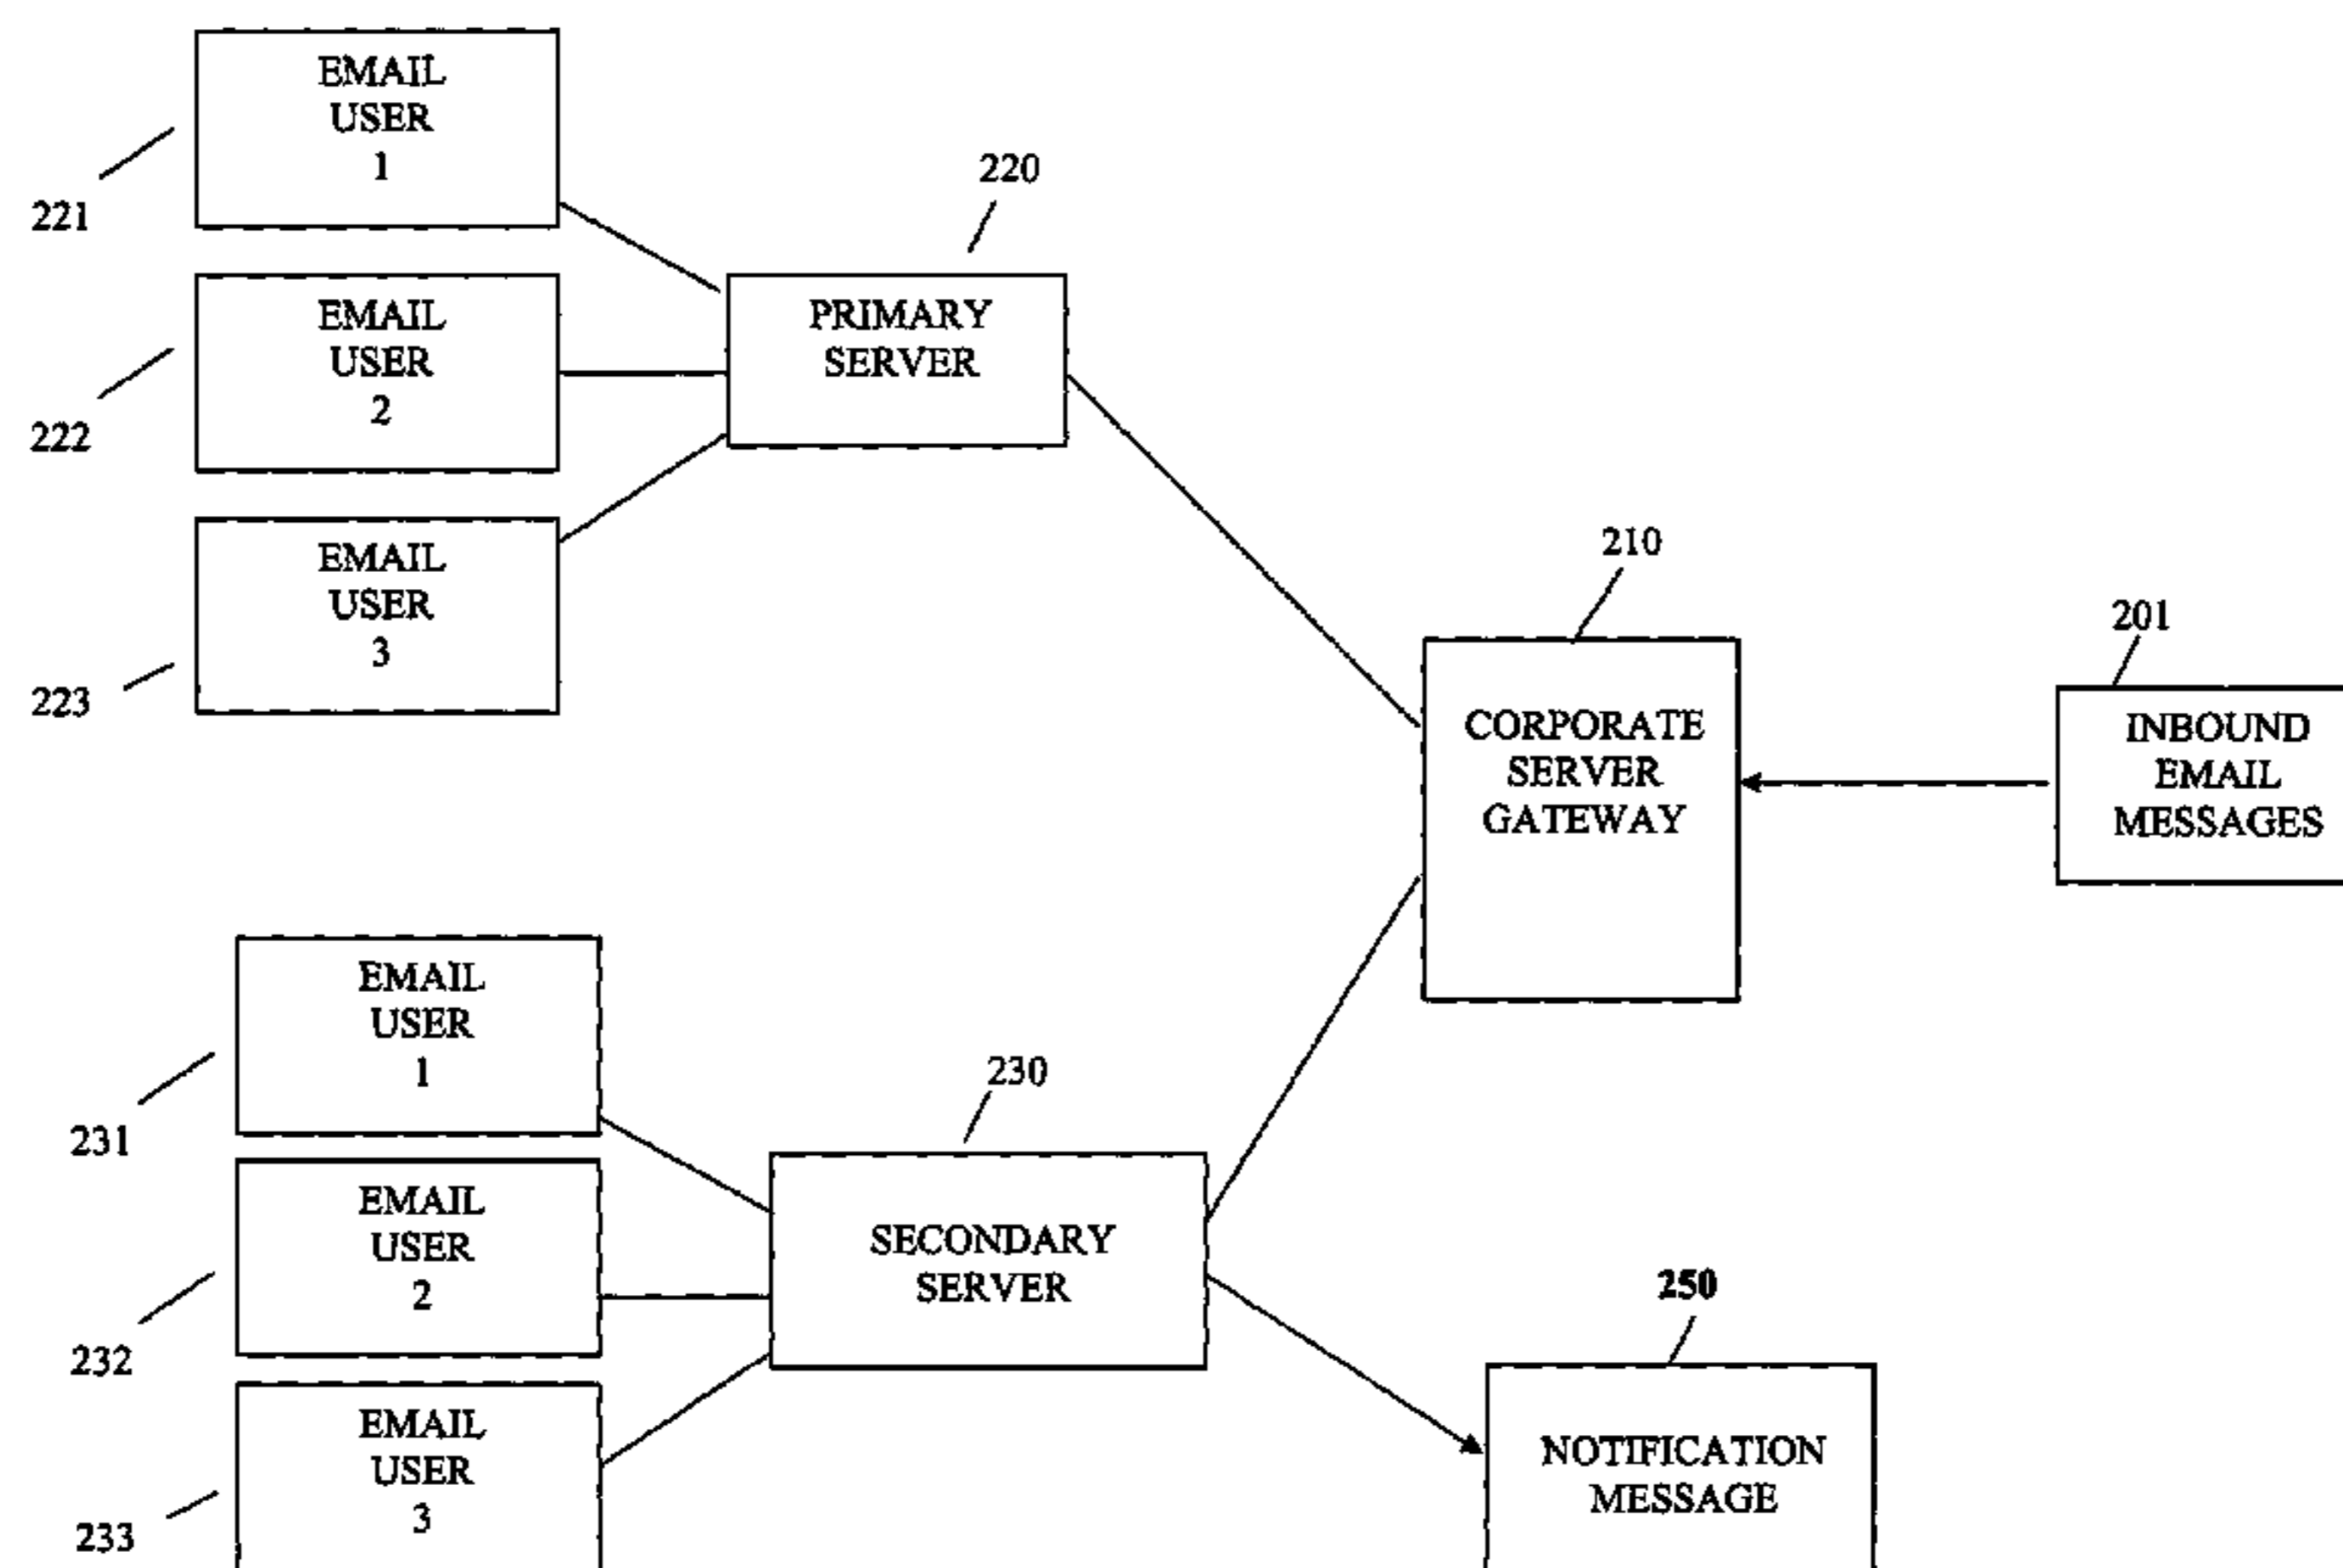 EMAIL
USER
1
221
EMAIL
USER
2
222
EMAIL
USER
3
223
220
PRIMARY
SERVER
210
CORPORATE
SERVER
GATEWAY
201
INBOUND
EMAIL
MESSAGES
EMAIL
USER
1
231
EMAIL
USER
2
232
EMAIL
USER
3
233
230
SECONDARY
SERVER
250
NOTIFICATION
MESSAGE